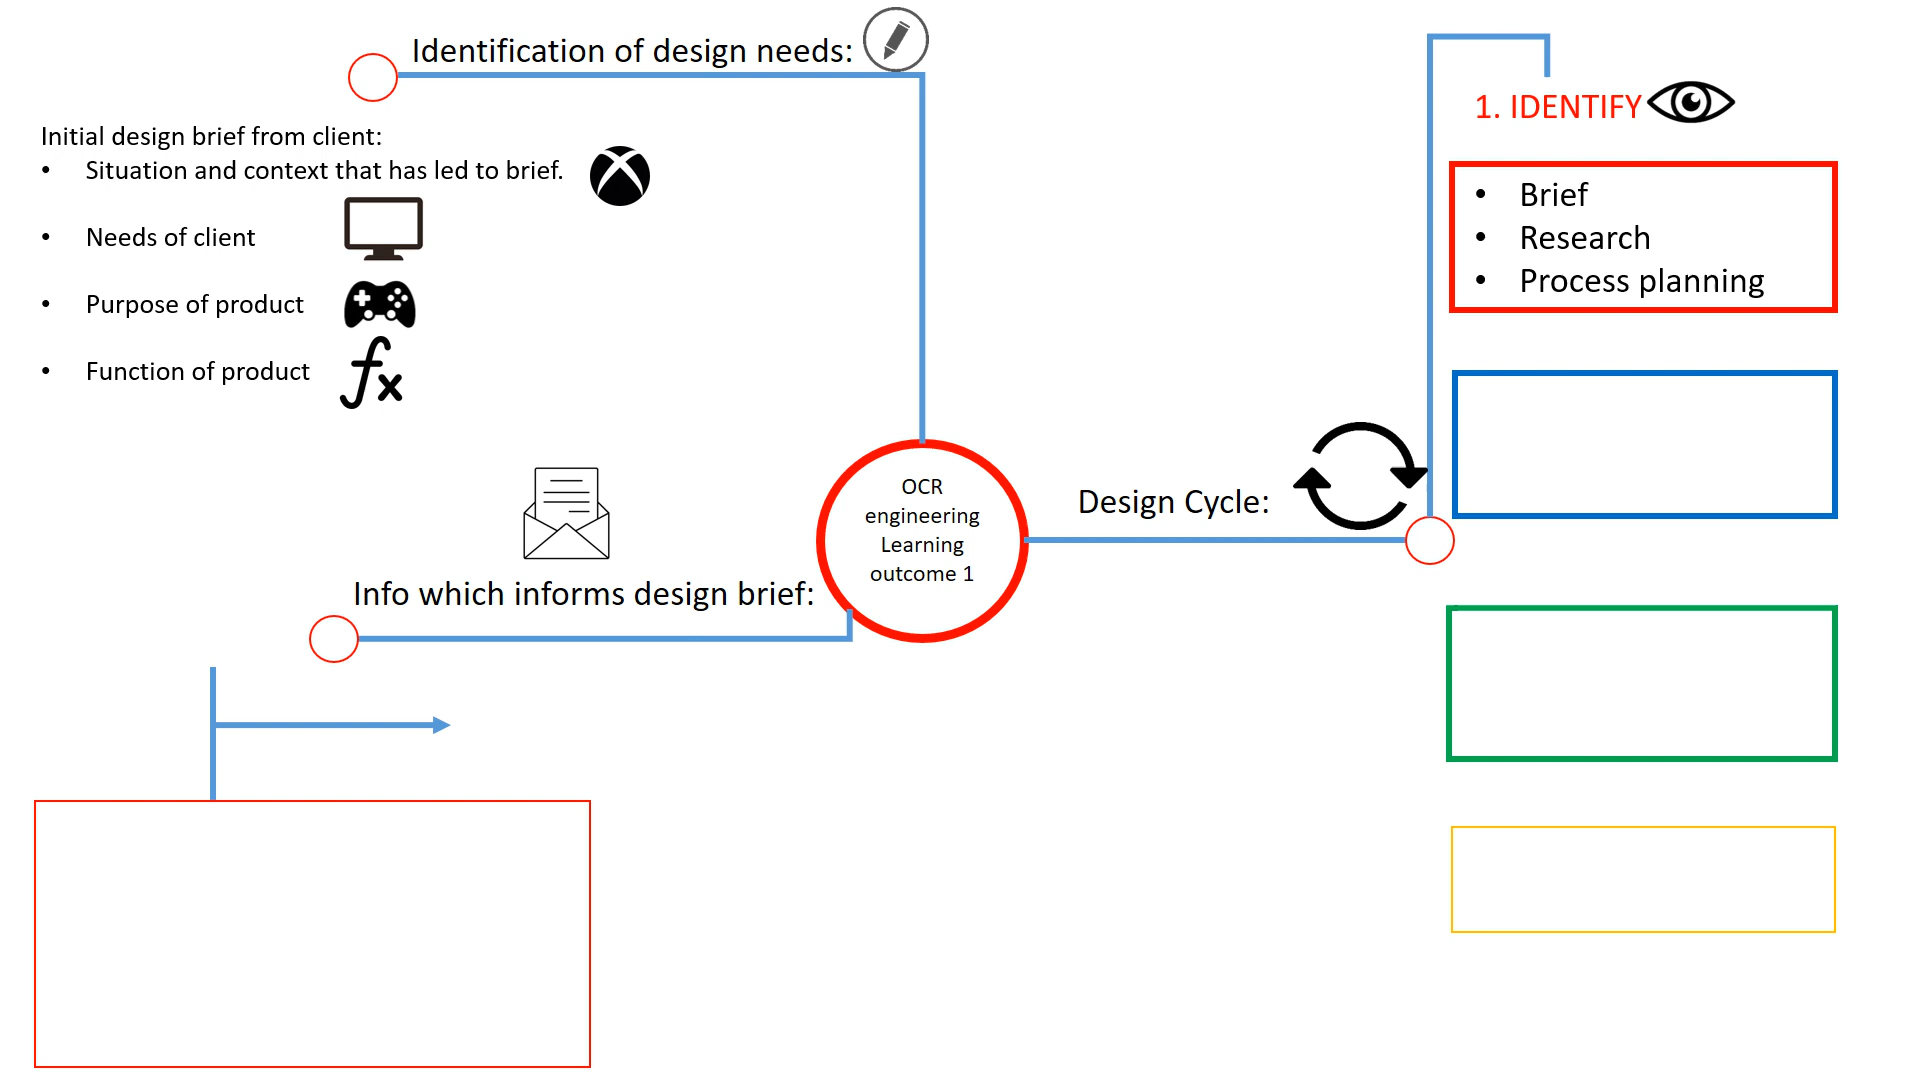 Identification of design needs:
Initial design brief from client:
• Situation and context that has led to brief.
• Needs of client
• Purpose of product
• Function of product
fx
Info which informs design brief:
OCR
engineering
Learning
outcome 1
Design Cycle:
1. IDENTIFY
• Brief
• Research
• Process planning